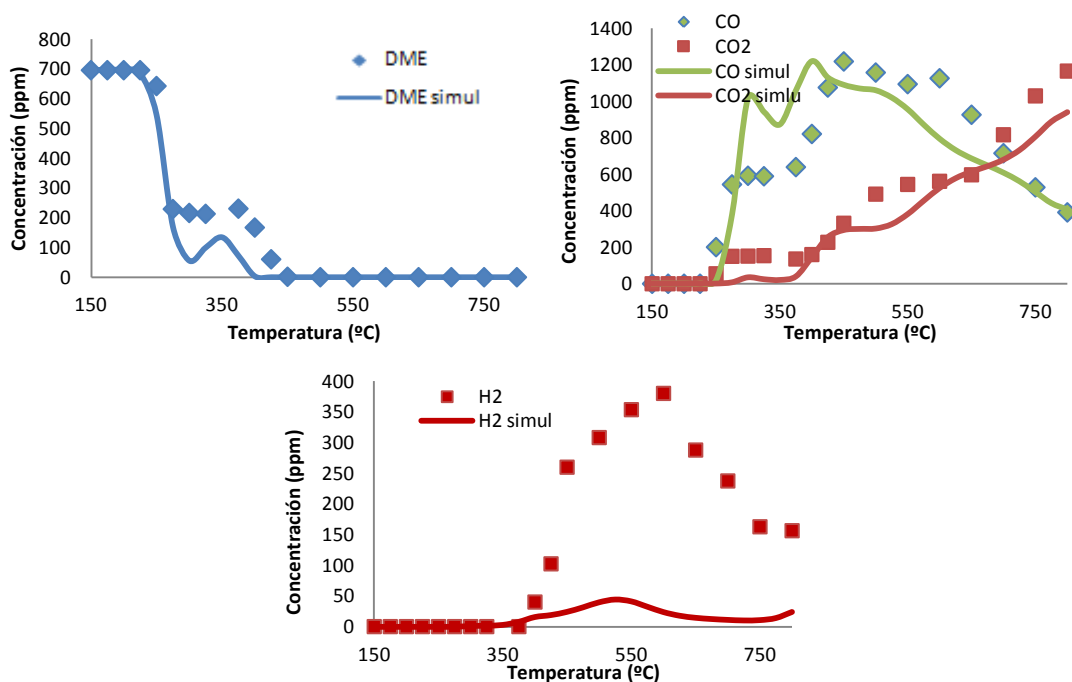 800
700
600
500
400
300
200
100
0
Concentración (ppm)
DME
DME simul
150
350
550
750
Temperatura (ºC)
CO
CO2
CO simul
CO2 simlu
1400
1200
1000
800
600
400
200
0
Concentración (ppm)
150
350
550
750
Temperatura (ºC)
H2
H2 simul
400
350
300
250
200
150
100
50
0
Concentración (ppm)
150
350
550
750
Temperatura (ºC)